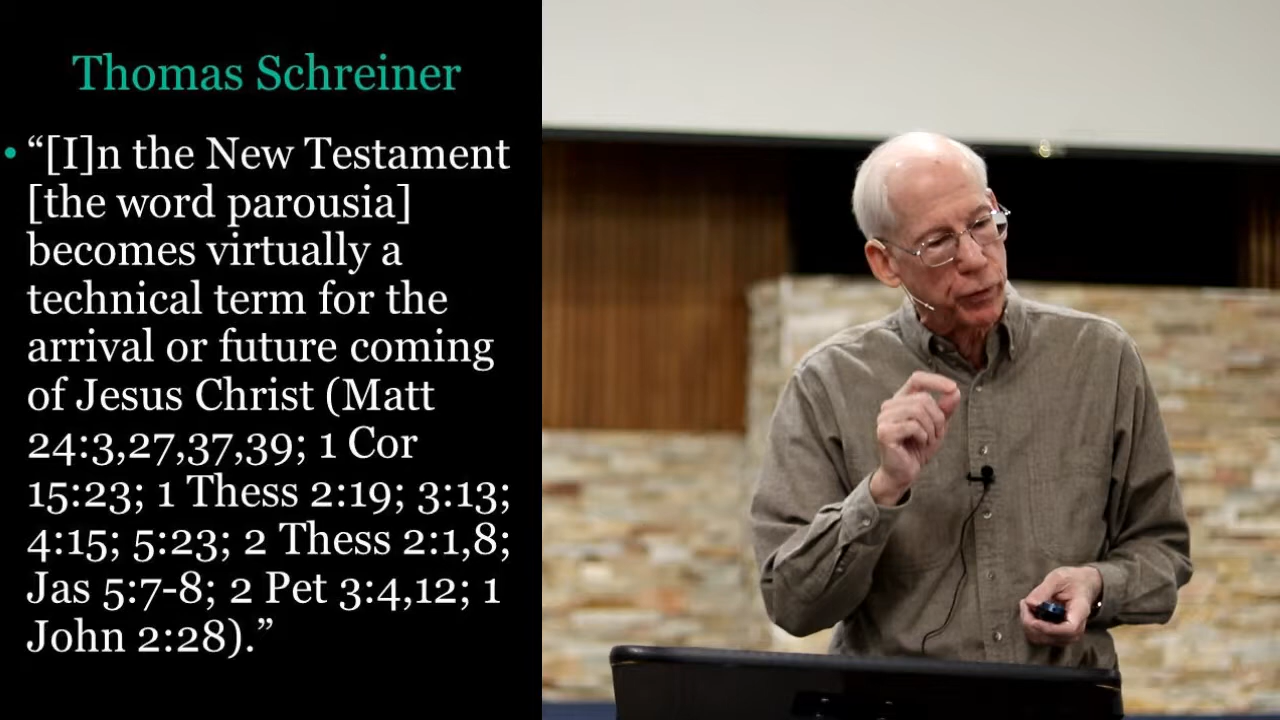 Thomas Schreiner
• “[I]n the New Testament
[the word parousia]
becomes virtually a
technical term for the
arrival or future coming
of Jesus Christ (Matt
24:3,27,37,39; 1 Cor
15:23; 1 Thess 2:19; 3:13;
4:15; 5:23; 2 Thess 2:1,8;
Jas 5:7-8; 2 Pet 3:4,12; 1
John 2:28).”